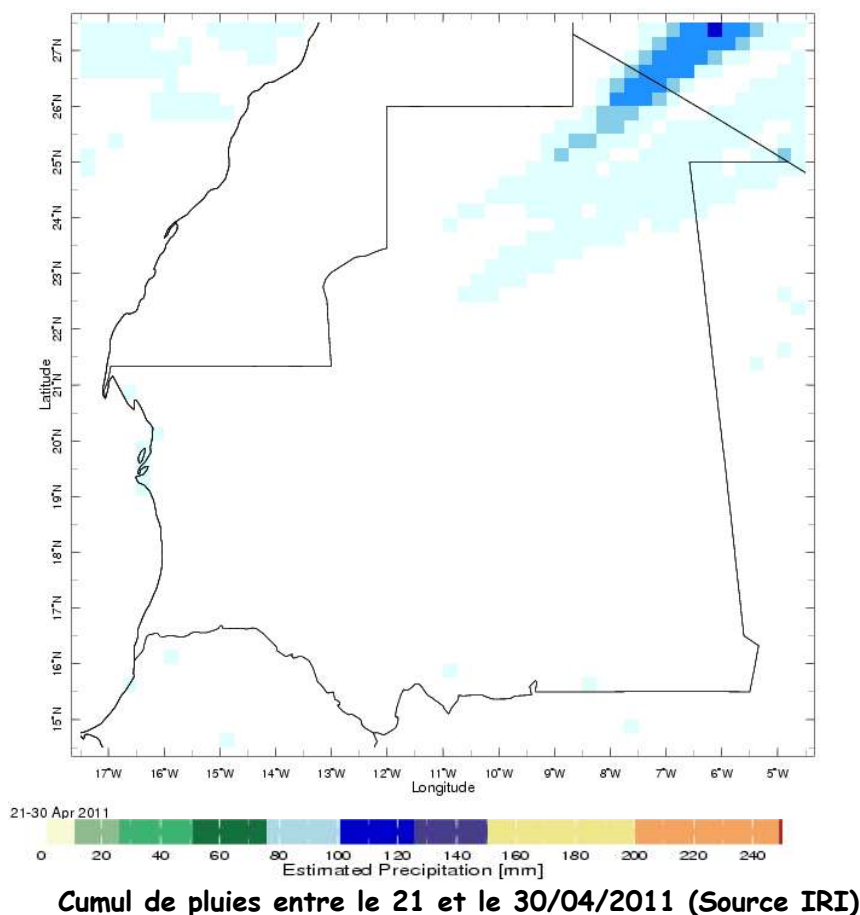 27°N
26°N
25°N
24°N
23°N
22°N
21°N
20°N
19°N
18°N
17°N
16°N
15°N
Latitude
17°W 16°W 15°W 14°W 13°W 12°W 11°W 10°W 9°W 8°W 7°W 6°W 5°W
Longitude
21-30 Apr 2011
0 20 40 60 80 100 120 140 160 180 200 220 240
Estimated Precipitation [mm]
Cumul de pluies entre le 21 et le 30/04/2011 (Source IRI)